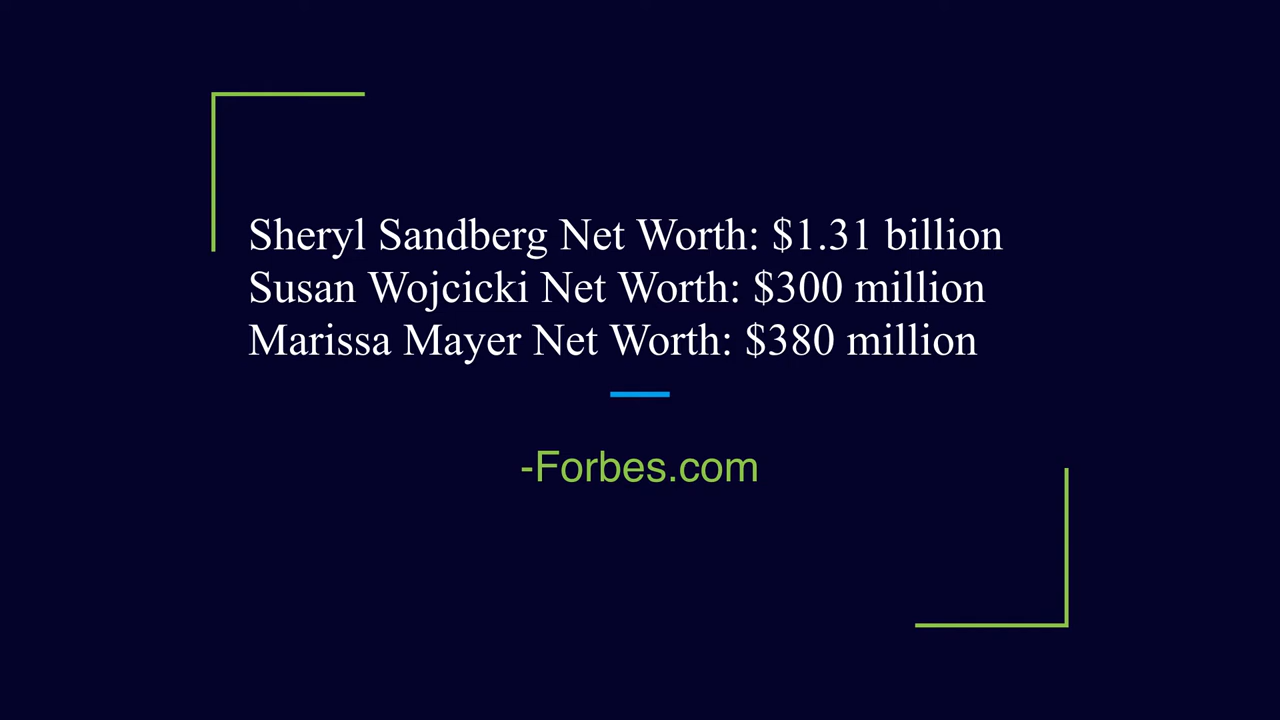 Sheryl Sandberg Net Worth: $1.31 billion
Susan Wojcicki Net Worth: $300 million
Marissa Mayer Net Worth: $380 million
-Forbes.com